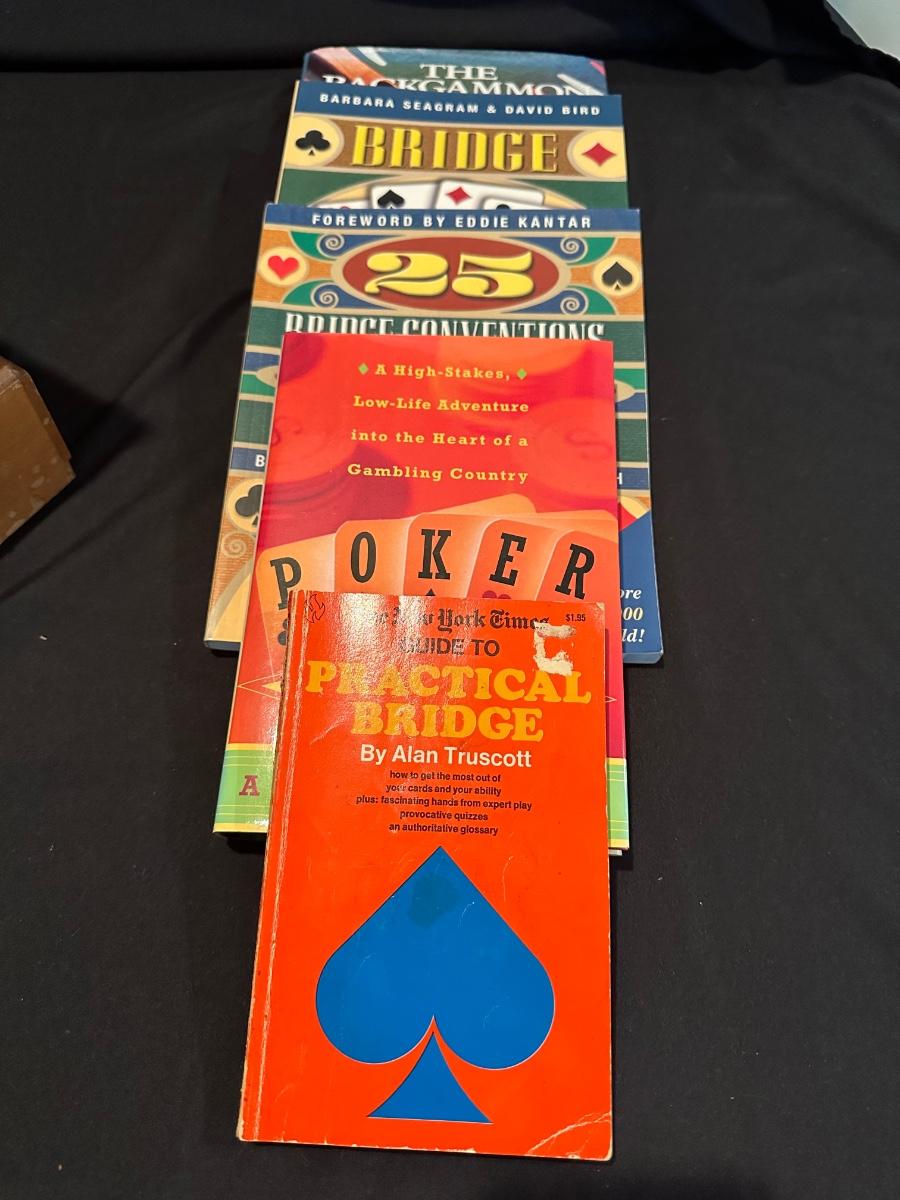 THE
BACKGAMMON
BARBARA SEAGRAM & DAVID BIRD
BRIDGE
FOREWORD BY EDDIE KANTAR
25
BRIDGE CONVENTIONS
A High-Stakes,
Low-Life Adventure
into the Heart of a
Gambling Country
B
H
POKER
ore
000
ld!
The New York Times
$1.95
GUIDE TO
PRACTICAL
BRIDGE
By Alan Truscott
how to get the most out of
your cards and your ability
plus: fascinating hands from expert play
provocative quizzes
an authoritative glossary
A